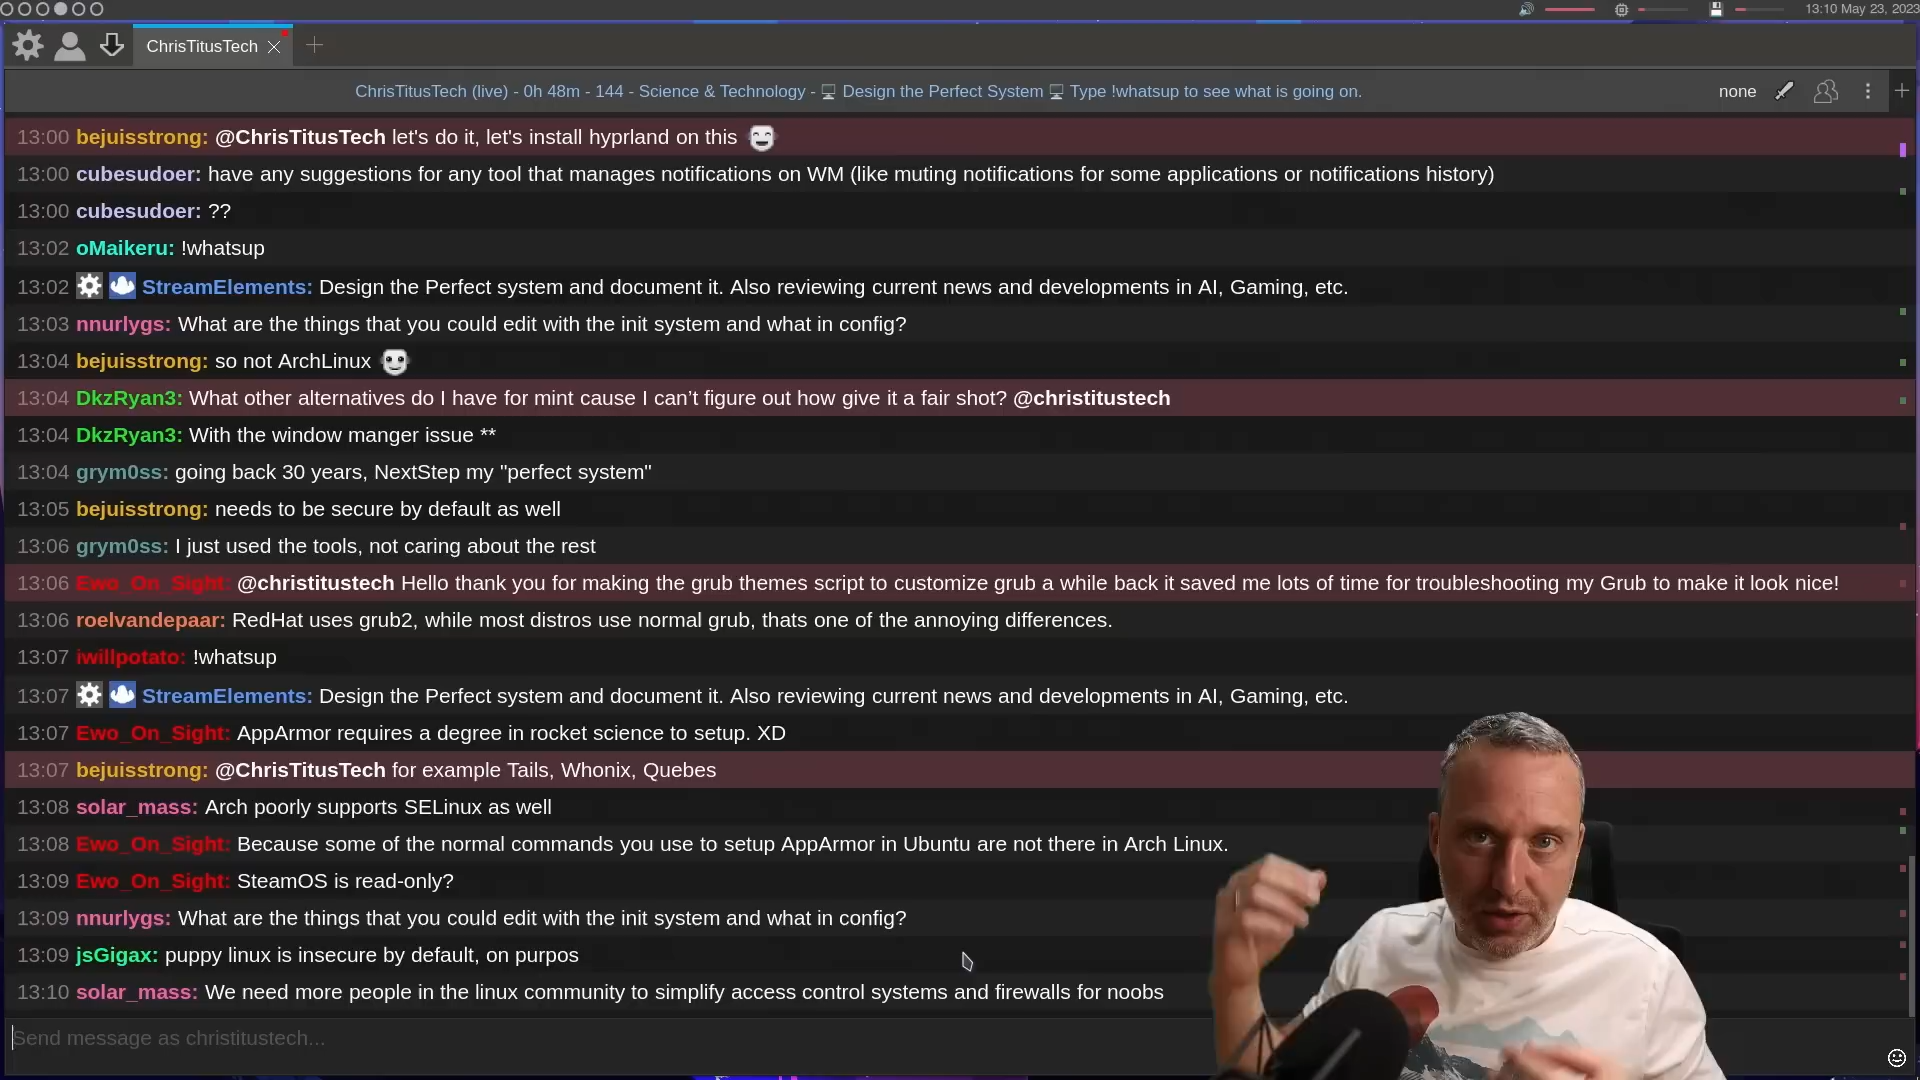 13:10 May 23, 2023
ChrisTitusTech
ChrisTitusTech (live) - 0h 48m - 144 - Science & Technology - 🖥 Design the Perfect System 🖥 Type !whatsup to see what is going on.
none
13:00 bejuisstrong: @ChrisTitusTech let's do it, let's install hyprland on this
13:00 cubesudoer: have any suggestions for any tool that manages notifications on WM (like muting notifications for some applications or notifications history)
13:00 cubesudoer: ??
13:02 oMaikeru: !whatsup
13:02 StreamElements: Design the Perfect system and document it. Also reviewing current news and developments in AI, Gaming, etc.
13:03 nnurlygs: What are the things that you could edit with the init system and what in config?
13:04 bejuisstrong: so not ArchLinux
13:04 DkzRyan3: What other alternatives do I have for mint cause I can’t figure out how give it a fair shot? @christitustech
13:04 DkzRyan3: With the window manger issue **
13:04 grym0ss: going back 30 years, NextStep my "perfect system"
13:05 bejuisstrong: needs to be secure by default as well
13:06 grym0ss: I just used the tools, not caring about the rest
13:06 Ewo_On_Sight: @christitustech Hello thank you for making the grub themes script to customize grub a while back it saved me lots of time for troubleshooting my Grub to make it look nice!
13:06 roelvandepaar: RedHat uses grub2, while most distros use normal grub, thats one of the annoying differences.
13:07 iwillpotato: !whatsup
13:07 StreamElements: Design the Perfect system and document it. Also reviewing current news and developments in AI, Gaming, etc.
13:07 Ewo_On_Sight: AppArmor requires a degree in rocket science to setup. XD
13:07 bejuisstrong: @ChrisTitusTech for example Tails, Whonix, Quebes
13:08 solar_mass: Arch poorly supports SELinux as well
13:08 Ewo_On_Sight: Because some of the normal commands you use to setup AppArmor in Ubuntu are not there in Arch Linux.
13:09 Ewo_On_Sight: SteamOS is read-only?
13:09 nnurlygs: What are the things that you could edit with the init system and what in config?
13:09 jsGigax: puppy linux is insecure by default, on purpos
13:10 solar_mass: We need more people in the linux community to simplify access control systems and firewalls for noobs
Send message as christitustech...